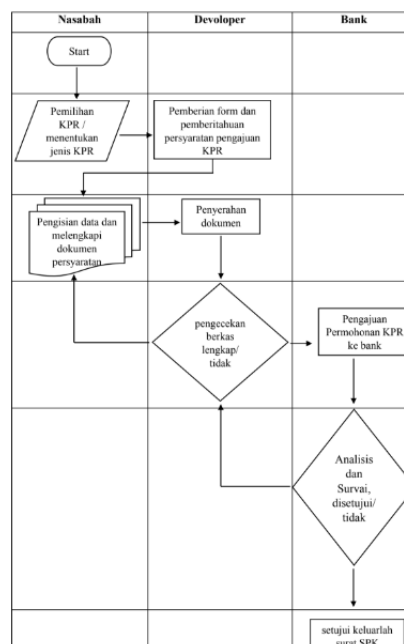 Nasabah
Devoloper
Bank
Start
Pemilihan
KPR /
menentukan
jenis KPR
Pemberian form dan
pemberitahuan
persyaratan pengajuan
KPR
Pengisian data dan
melengkapi
dokumen
persyaratan
Penyerahan
dokumen
pengecekan
berkas
lengkap/
tidak
Pengajuan
Permohonan KPR
ke bank
Analisis
dan
Survai,
disetujui/
tidak
setujui keluarlah
surat SPK